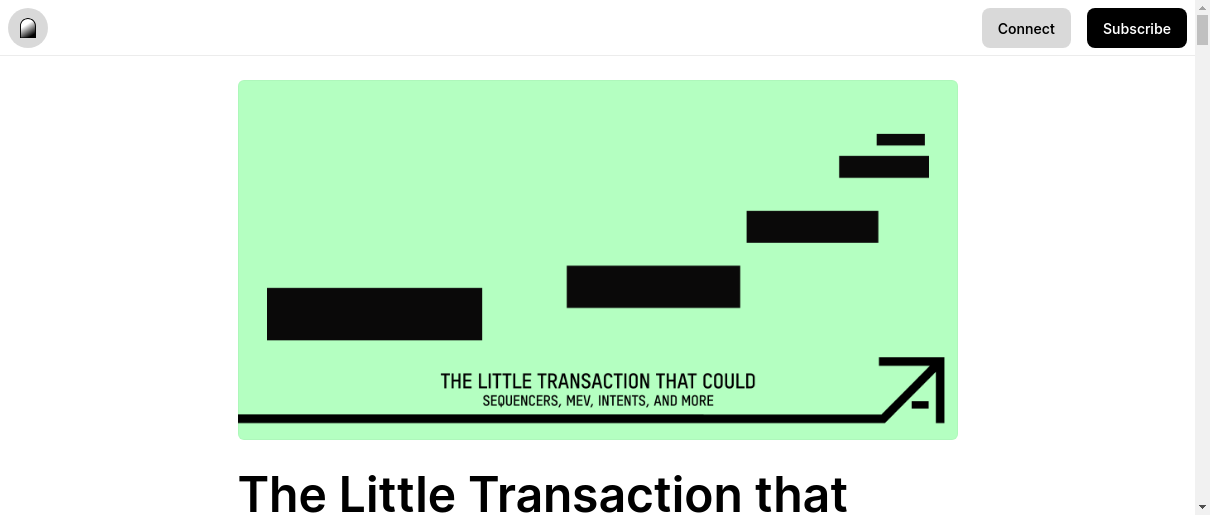 Connect
Subscribe
THE LITTLE TRANSACTION THAT COULD
SEQUENCERS, MEV, INTENTS, AND MORE
The Little Transaction that